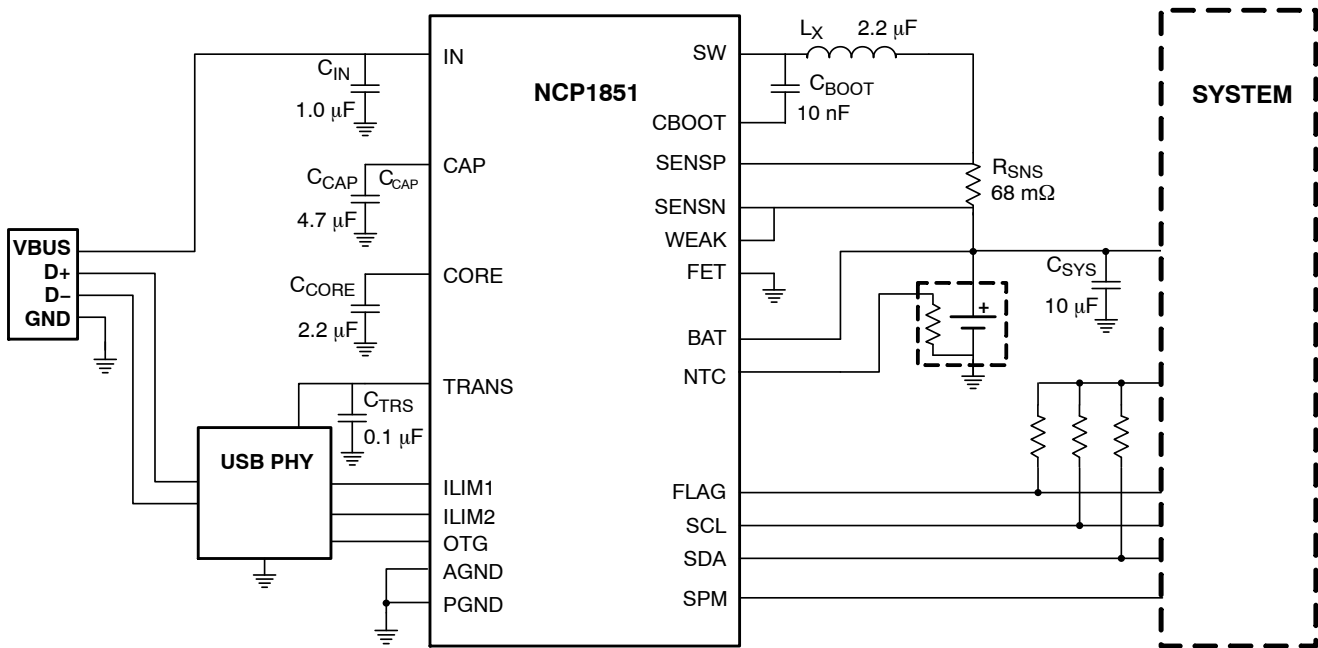 NCP1851
IN
CAP
CORE
TRANS
ILIM1
ILIM2
OTG
AGND
PGND
SW
CBOOT
SENSP
SENSN
WEAK
FET
BAT
NTC
FLAG
SCL
SDA
SPM
C_IN
1.0 μF
C_CAP C_CAP
4.7 μF
C_CORE
2.2 μF
C_TRS
0.1 μF
VBUS
D+
D−
GND
USB PHY
L_X 2.2 μF
C_BOOT
10 nF
R_SNS
68 mΩ
C_SYS
10 μF
+
SYSTEM